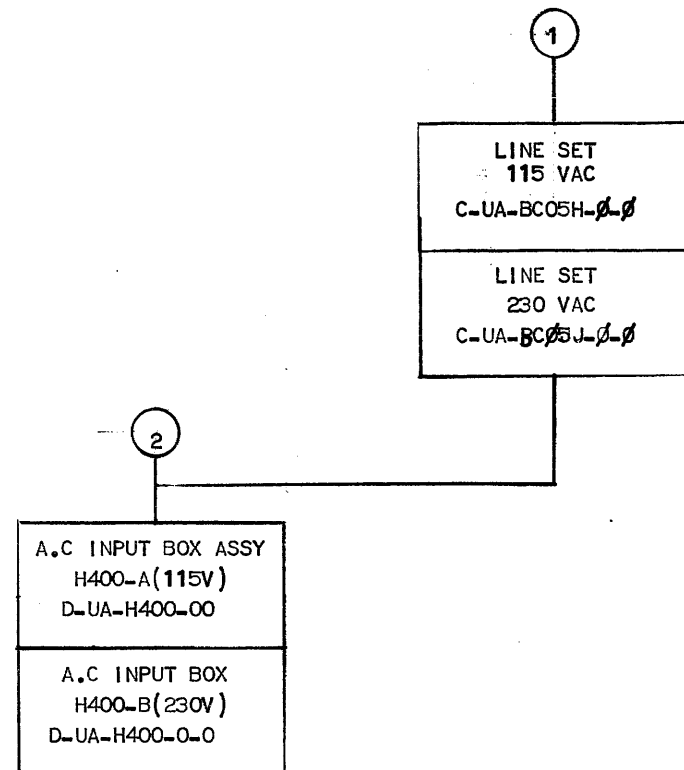 1
LINE SET
115 VAC
C-UA-BC05H-Ø-Ø
LINE SET
230 VAC
C-UA-BCØ5J-Ø-Ø
2
A.C INPUT BOX ASSY
H400-A(115V)
D-UA-H400-00
A.C INPUT BOX
H400-B(230V)
D-UA-H400-0-0